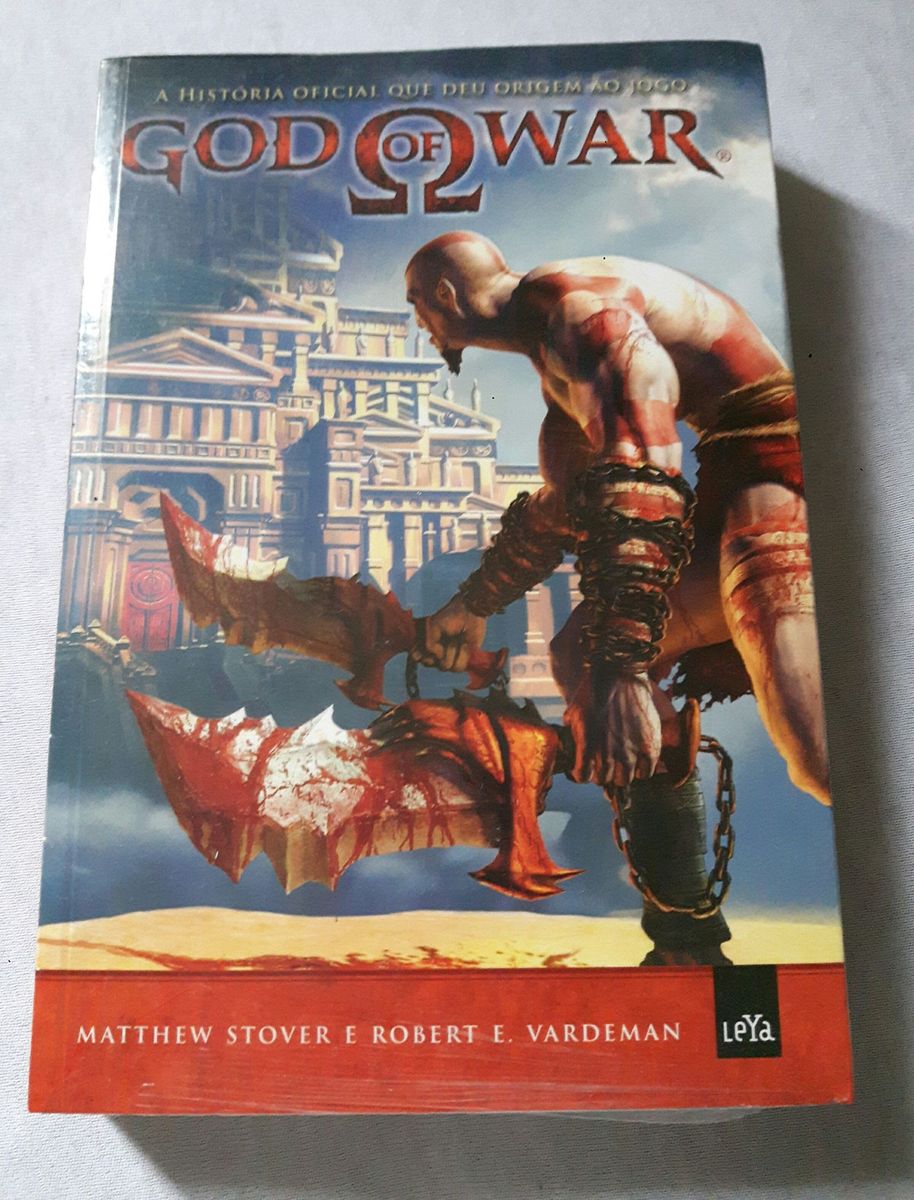 A HISTÓRIA OFICIAL QUE DEU ORIGEM AO JOGO
GOD OF WAR®
MATTHEW STOVER E ROBERT E. VARDEMAN
LeYa